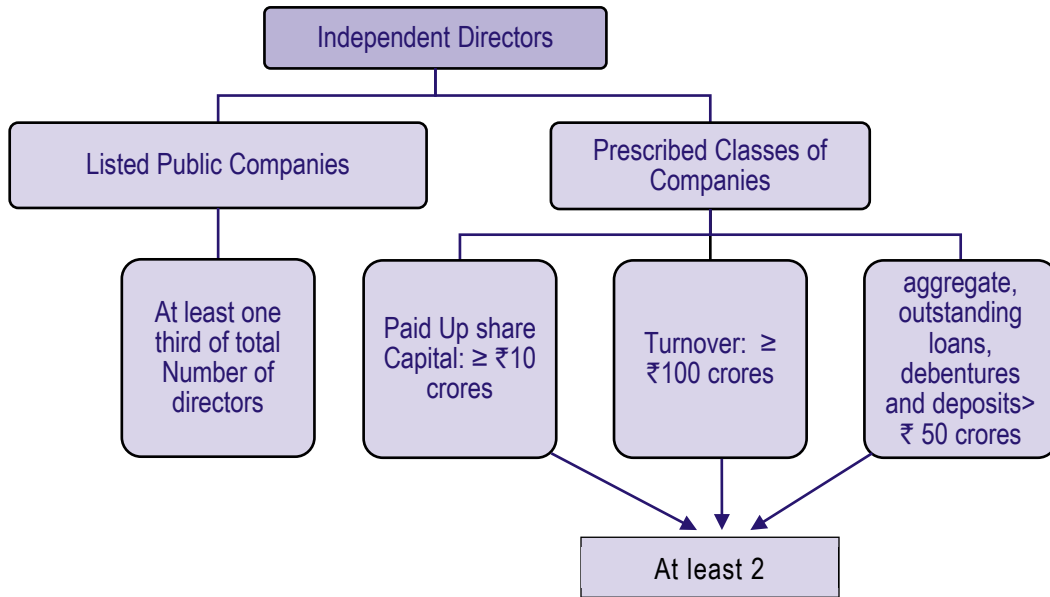 Independent Directors
Listed Public Companies
Prescribed Classes of
Companies
At least one
third of total
Number of
directors
Paid Up share
Capital: ≥ ₹10
crores
Turnover: ≥
₹100 crores
aggregate,
outstanding
loans,
debentures
and deposits>
₹ 50 crores
At least 2